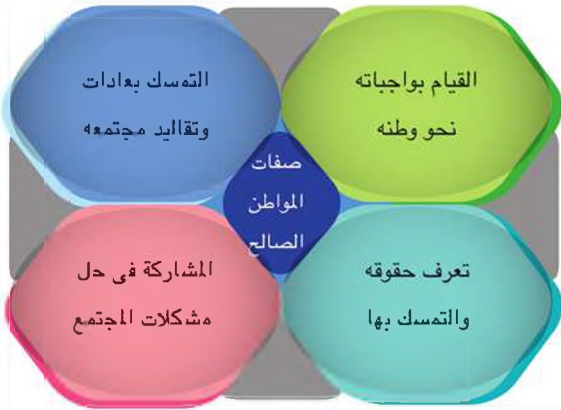 القيام بواجباته
نحو وطنه
التمسك بعادات
وتقاليد مجتمعه
صفات
المواطن
الصالح
تعرف حقوقه
والتمسك بها
المشاركة فى حل
مشكلات المجتمع